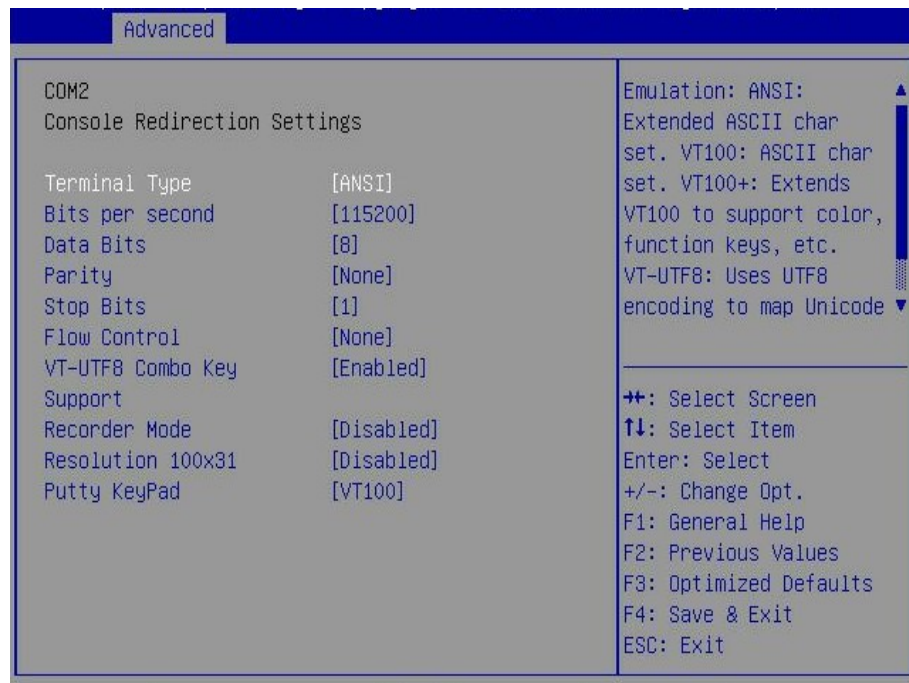 Advanced
COM2
Console Redirection Settings
Terminal Type [ANSI]
Bits per second [115200]
Data Bits [8]
Parity [None]
Stop Bits [1]
Flow Control [None]
VT-UTF8 Combo Key [Enabled]
Support
Recorder Mode [Disabled]
Resolution 100x31 [Disabled]
Putty KeyPad [VT100]
Emulation: ANSI:
Extended ASCII char
set. VT100: ASCII char
set. VT100+: Extends
VT100 to support color,
function keys, etc.
VT-UTF8: Uses UTF8
encoding to map Unicode
→←: Select Screen
↑↓: Select Item
Enter: Select
+/-: Change Opt.
F1: General Help
F2: Previous Values
F3: Optimized Defaults
F4: Save & Exit
ESC: Exit